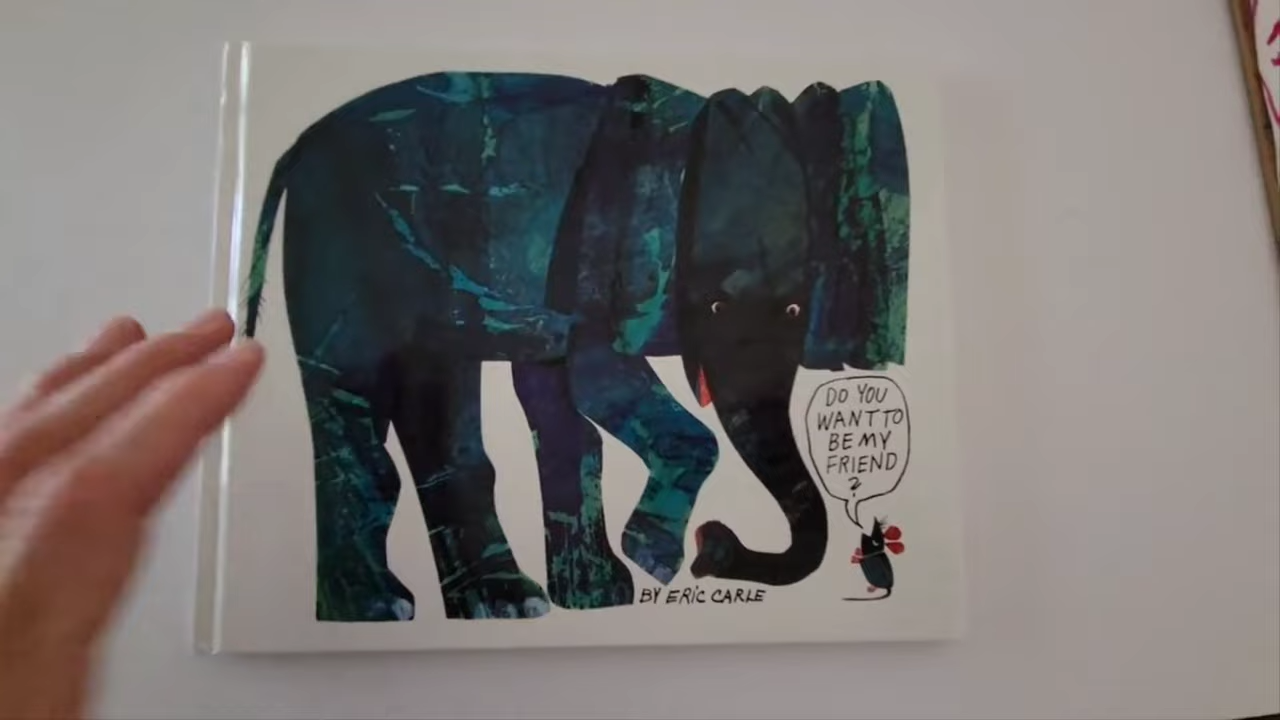 DO YOU
WANT TO
BE MY
FRIEND
?
BY ERIC CARLE